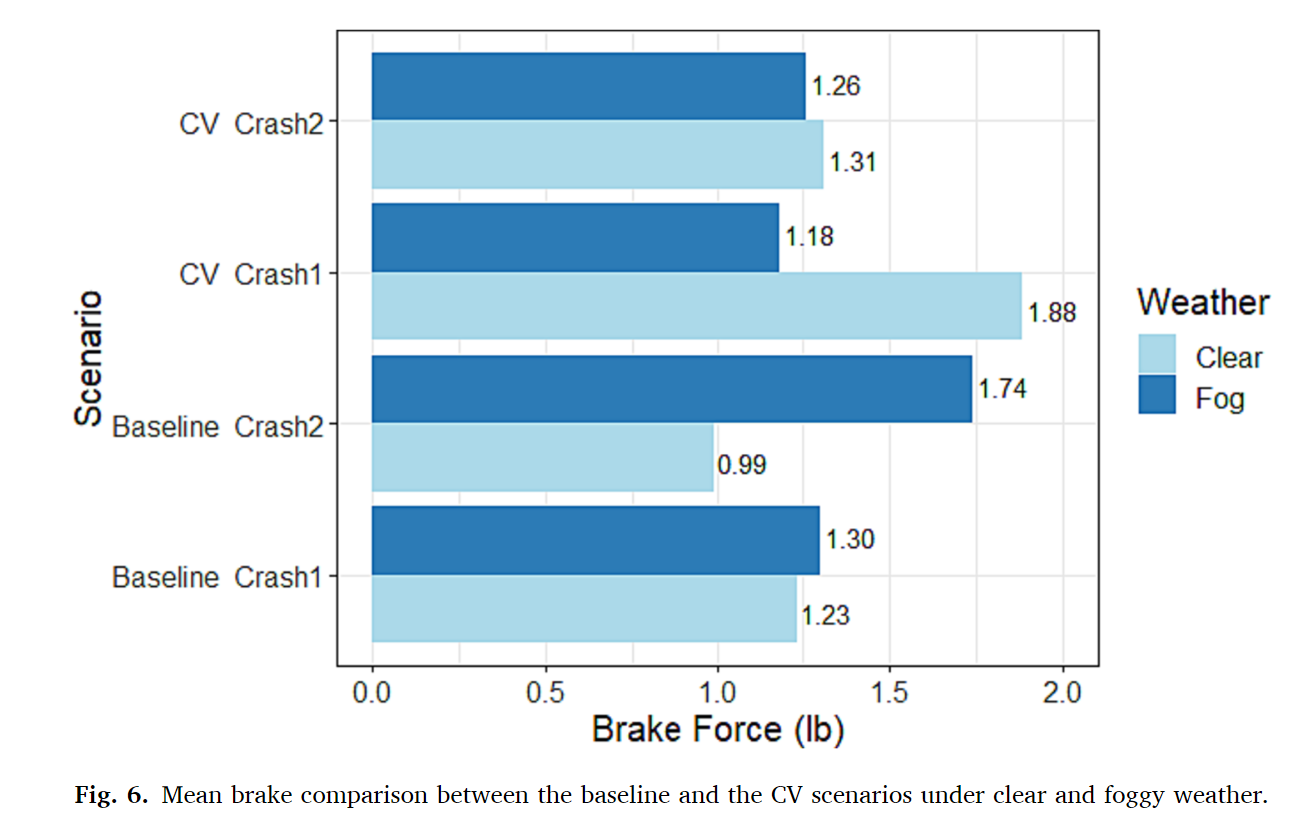 1.26
CV Crash2
1.31
1.18
CV Crash1
1.88
Scenario
Weather
1.74
Clear
Baseline Crash2
Fog
0.99
1.30
Baseline Crash1
1.23
0.0 0.5 1.0 1.5 2.0
Brake Force (lb)
Fig. 6. Mean brake comparison between the baseline and the CV scenarios under clear and foggy weather.